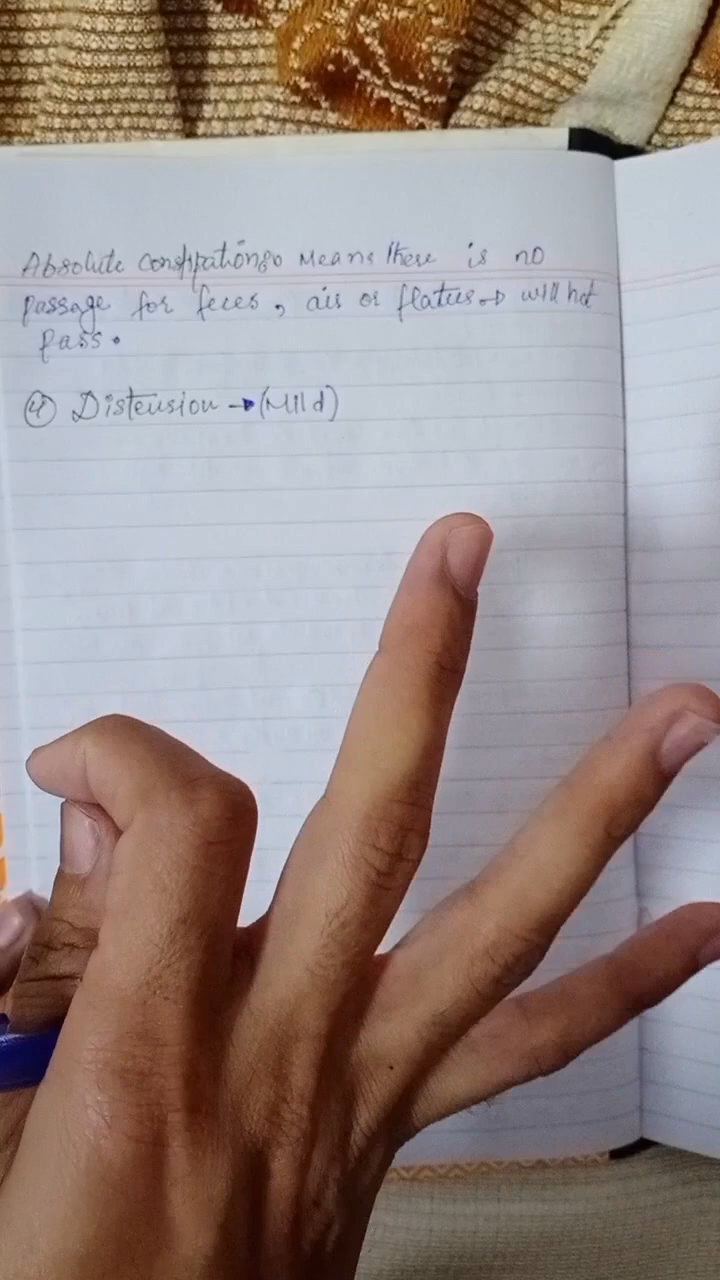 Absolute constipation:o Means there is no
passage for feces, air or flatus → will not
pass.
④ Distension → (Mild)